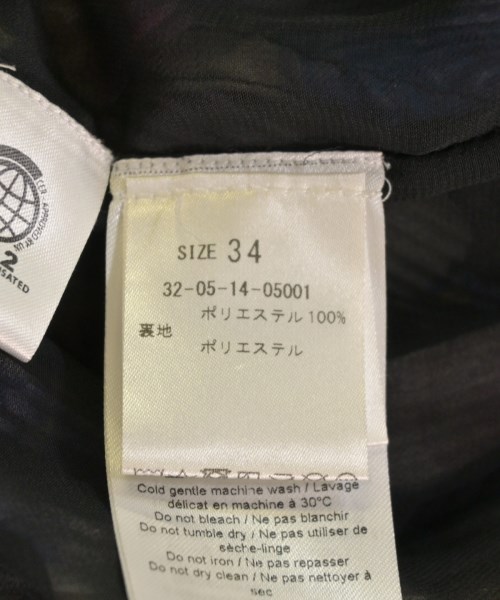 SIZE 34
32-05-14-05001
ポリエステル 100%
裏地
ポリエステル
Cold gentle machine wash / Lavage
délicat en machine à 30°C
Do not bleach / Ne pas blanchir
Do not tumble dry / Ne pas utiliser de
sèche-linge
Do not iron / Ne pas repasser
Do not dry clean / Ne pas nettoyer à
sec
2